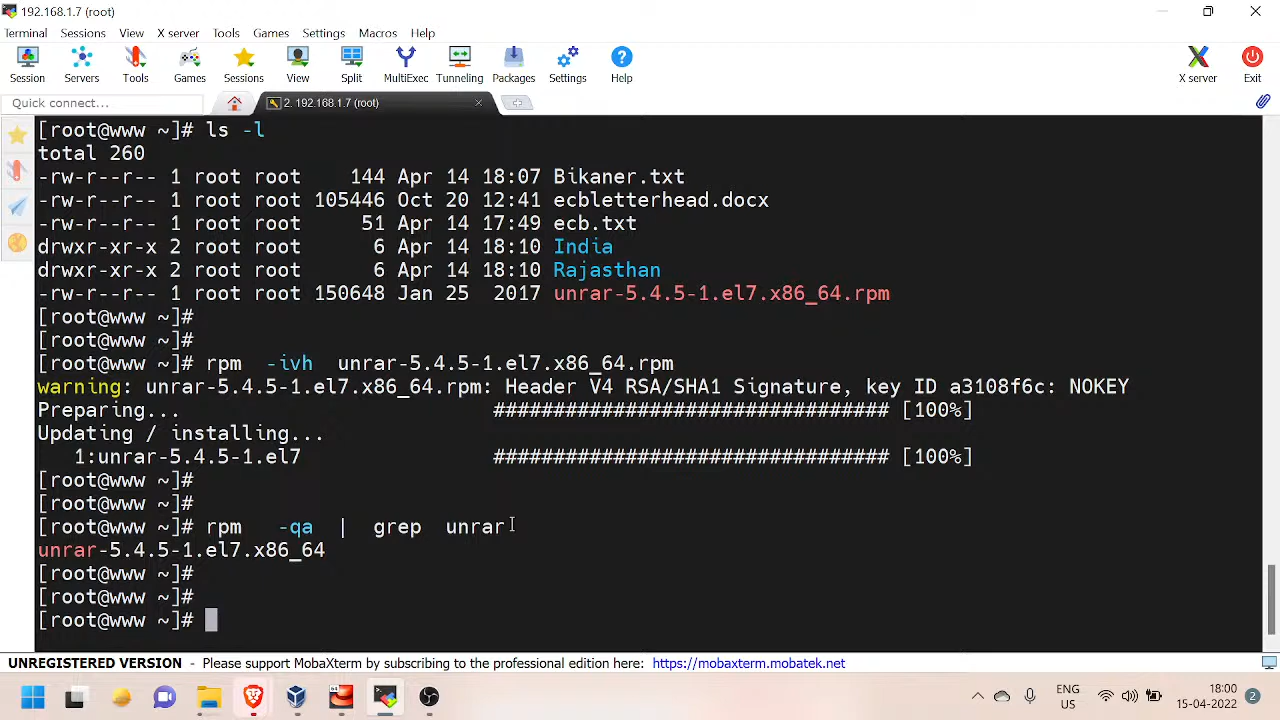 192.168.1.7 (root)
Terminal Sessions View X server Tools Games Settings Macros Help
Session Servers Tools Games Sessions View Split MultiExec Tunneling Packages Settings Help X server Exit
Quick connect... 2. 192.168.1.7 (root)
[root@www ~]# ls -l
total 260
-rw-r--r-- 1 root root    144 Apr 14 18:07 Bikaner.txt
-rw-r--r-- 1 root root 105446 Oct 20 12:41 ecbletterhead.docx
-rw-r--r-- 1 root root     51 Apr 14 17:49 ecb.txt
drwxr-xr-x 2 root root      6 Apr 14 18:10 India
drwxr-xr-x 2 root root      6 Apr 14 18:10 Rajasthan
-rw-r--r-- 1 root root 150648 Jan 25  2017 unrar-5.4.5-1.el7.x86_64.rpm
[root@www ~]#
[root@www ~]#
[root@www ~]# rpm  -ivh  unrar-5.4.5-1.el7.x86_64.rpm
warning: unrar-5.4.5-1.el7.x86_64.rpm: Header V4 RSA/SHA1 Signature, key ID a3108f6c: NOKEY
Preparing...                          ################################# [100%]
Updating / installing...
   1:unrar-5.4.5-1.el7                ################################# [100%]
[root@www ~]#
[root@www ~]#
[root@www ~]# rpm   -qa  |  grep  unrar
unrar-5.4.5-1.el7.x86_64
[root@www ~]#
[root@www ~]#
[root@www ~]#
UNREGISTERED VERSION - Please support MobaXterm by subscribing to the professional edition here: https://mobaxterm.mobatek.net
ENG 18:00
US 15-04-2022 2